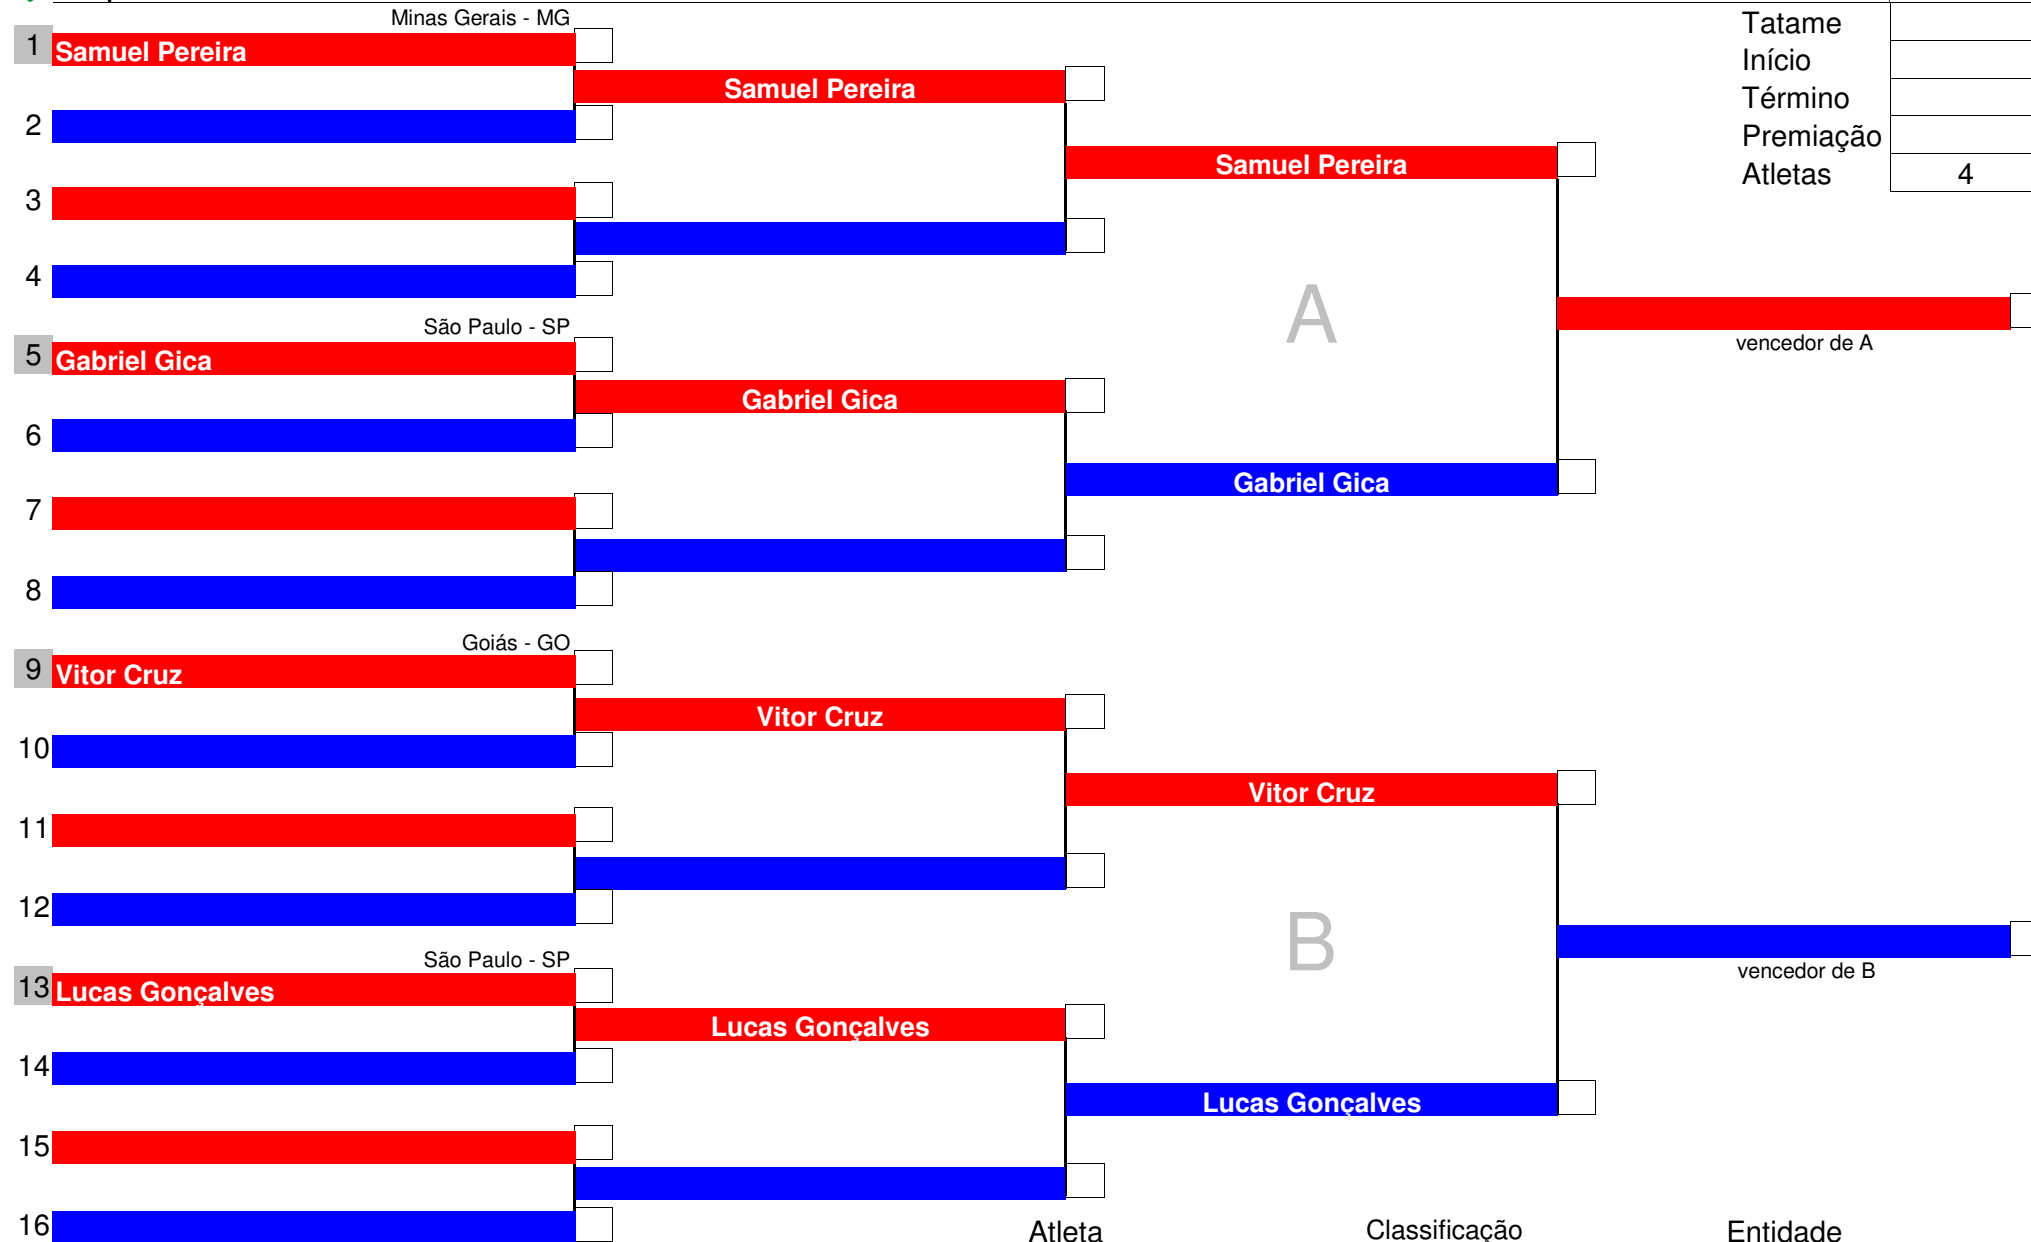 Minas Gerais - MG
1 Samuel Pereira
Samuel Pereira
2
Samuel Pereira
3
4
A
vencedor de A
São Paulo - SP
5 Gabriel Gica
Gabriel Gica
6
Gabriel Gica
7
8
Goiás - GO
9 Vitor Cruz
Vitor Cruz
10
Vitor Cruz
11
12
B
vencedor de B
São Paulo - SP
13 Lucas Gonçalves
Lucas Gonçalves
14
Lucas Gonçalves
15
16
Tatame
Início
Término
Premiação
Atletas 4
Atleta Classificação Entidade